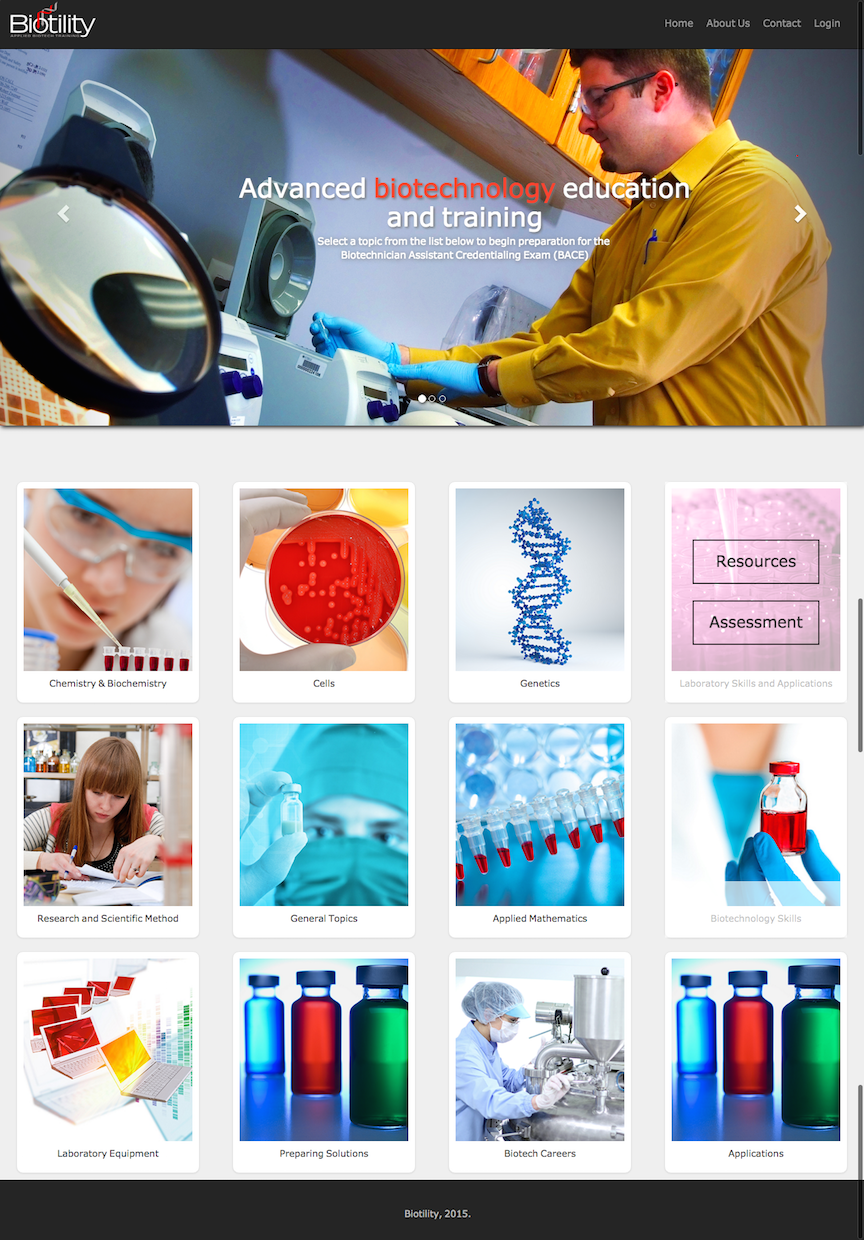 Biotility
APPLIED BIOTECH TRAINING
Home About Us Contact Login
Advanced biotechnology education
and training
Select a topic from the list below to begin preparation for the
Biotechnician Assistant Credentialing Exam (BACE)
Resources
Assessment
Chemistry & Biochemistry
Cells
Genetics
Laboratory Skills and Applications
Research and Scientific Method
General Topics
Applied Mathematics
Biotechnology Skills
Laboratory Equipment
Preparing Solutions
Biotech Careers
Applications
Biotility, 2015.